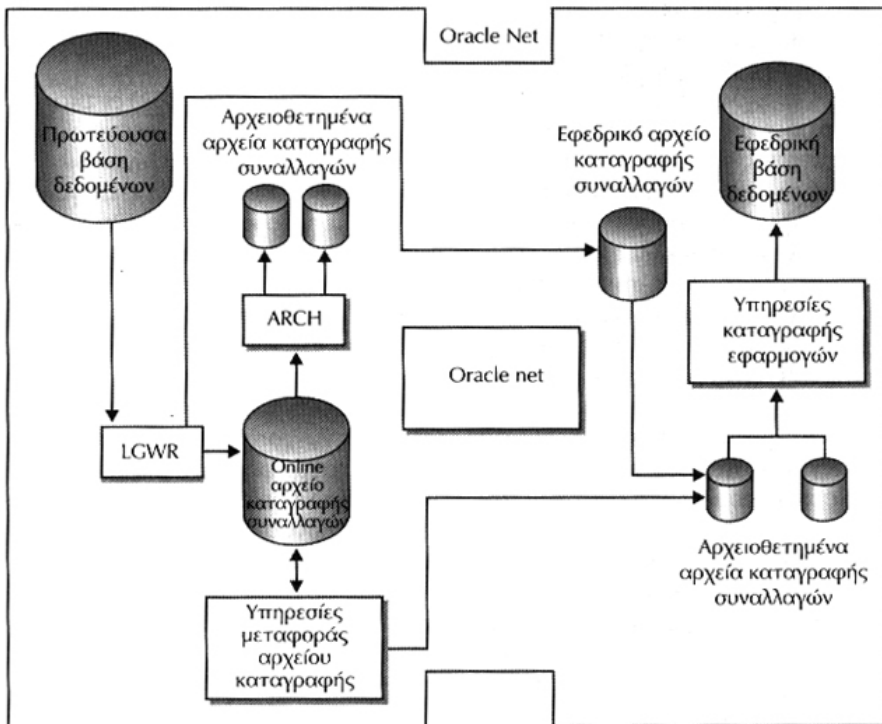 Oracle Net
Πρωτεύουσα
βάση
δεδομένων
Αρχειοθετημένα
αρχεία καταγραφής
συναλλαγών
Εφεδρικό αρχείο
καταγραφής
συναλλαγών
Εφεδρική
βάση
δεδομένων
ARCH
Oracle net
Υπηρεσίες
καταγραφής
εφαρμογών
LGWR
Online
αρχείο
καταγραφής
συναλλαγών
Αρχειοθετημένα
αρχεία καταγραφής
συναλλαγών
Υπηρεσίες
μεταφοράς
αρχείου
καταγραφής